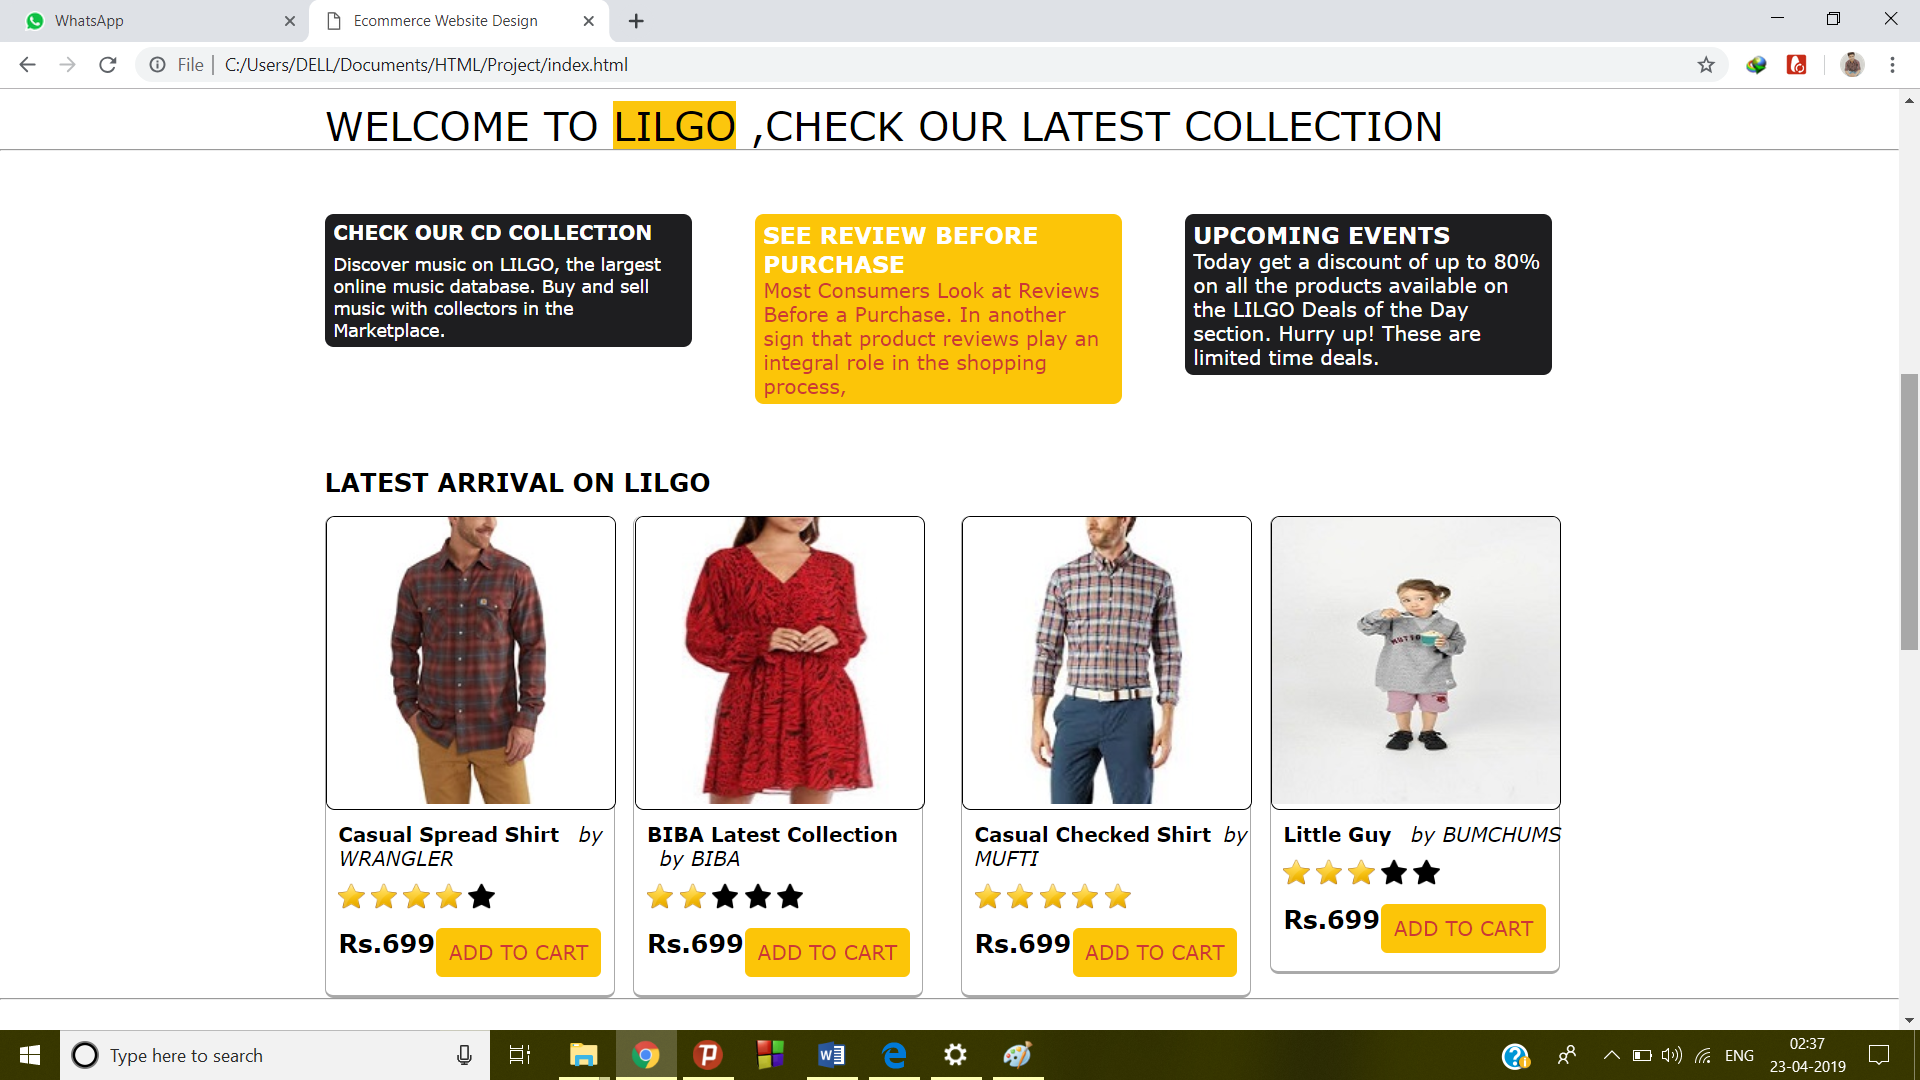 WhatsApp
Ecommerce Website Design
File
C:/Users/DELL/Documents/HTML/Project/index.html
WELCOME TO LILGO ,CHECK OUR LATEST COLLECTION
CHECK OUR CD COLLECTION
Discover music on LILGO, the largest
online music database. Buy and sell
music with collectors in the
Marketplace.
SEE REVIEW BEFORE
PURCHASE
Most Consumers Look at Reviews
Before a Purchase. In another
sign that product reviews play an
integral role in the shopping
process,
UPCOMING EVENTS
Today get a discount of up to 80%
on all the products available on
the LILGO Deals of the Day
section. Hurry up! These are
limited time deals.
LATEST ARRIVAL ON LILGO
Casual Spread Shirt by
WRANGLER
Rs.699
ADD TO CART
BIBA Latest Collection
by BIBA
Rs.699
ADD TO CART
Casual Checked Shirt by
MUFTI
Rs.699
ADD TO CART
Little Guy by BUMCHUMS
Rs.699
ADD TO CART
Type here to search
ENG
02:37
23-04-2019